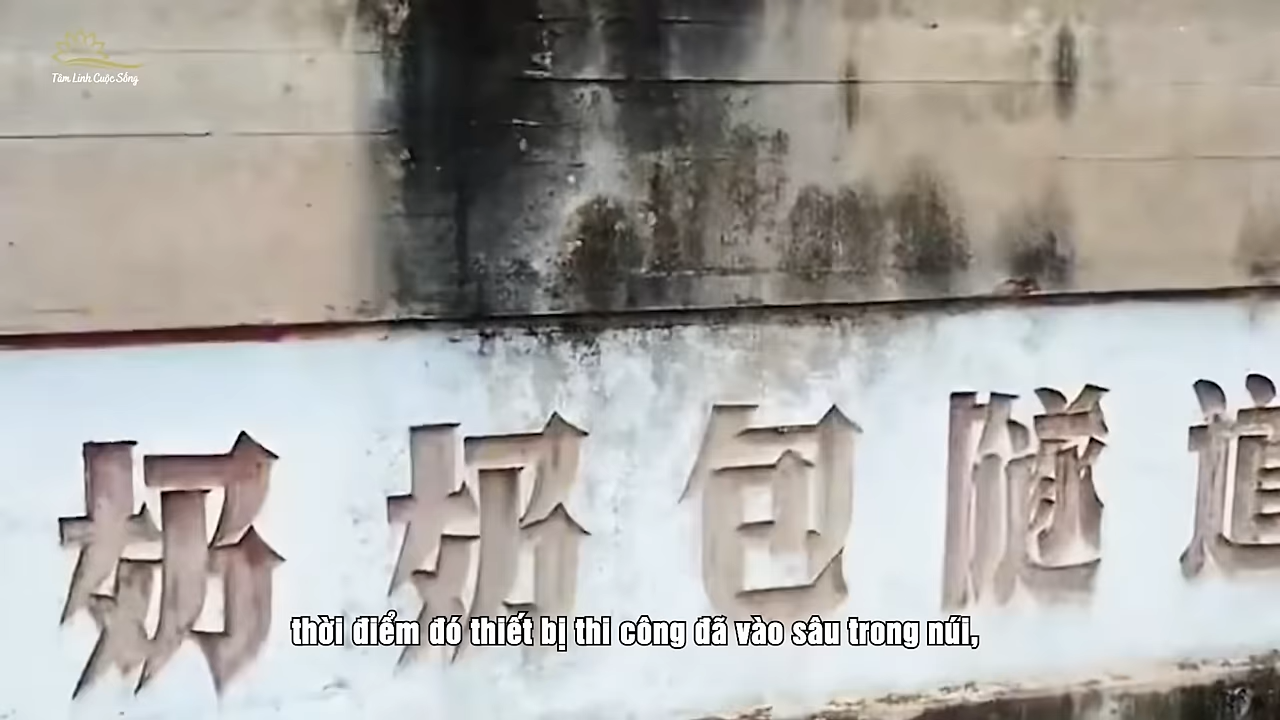 Tâm Linh Cuộc Sống
奶奶包隧道
thời điểm đó thiết bị thi công đã vào sâu trong núi,